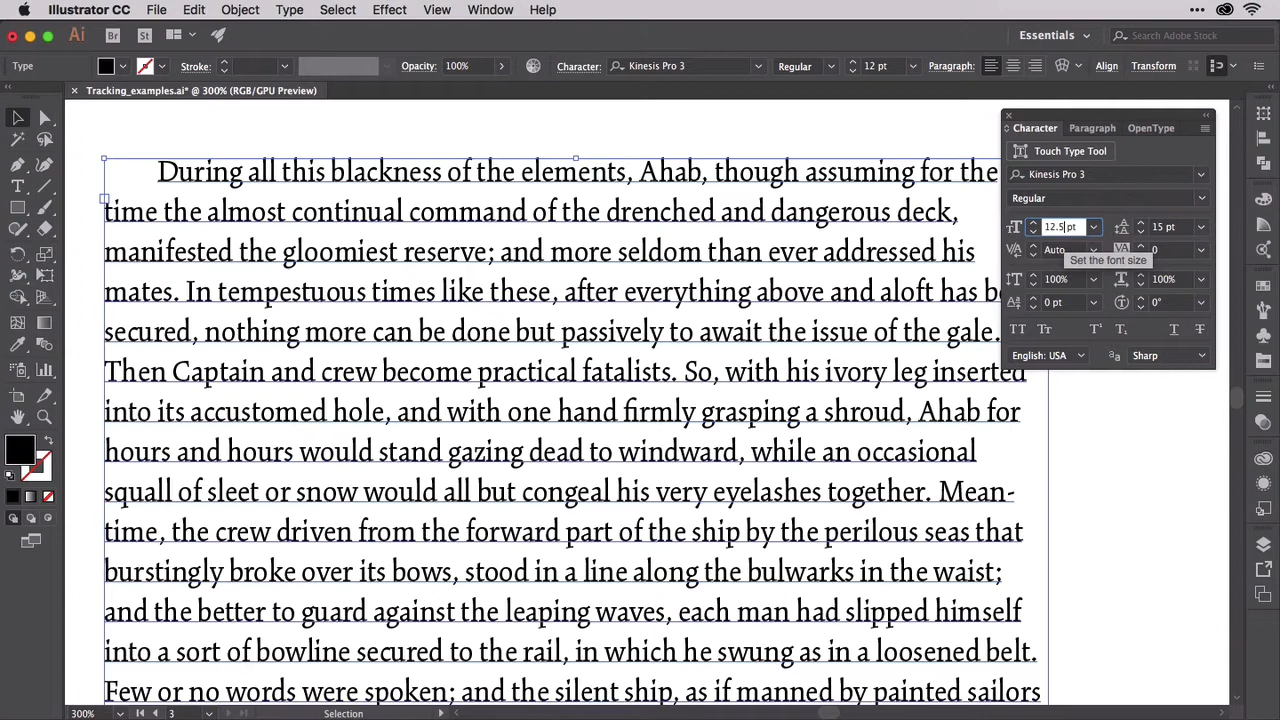 Illustrator CC File Edit Object Type Select Effect View Window Help
Ai Br St Essentials Search Adobe Stock
Type Stroke: Opacity: 100% Character: Kinesis Pro 3 Regular 12 pt Paragraph: Align Transform
× Tracking_examples.ai* @ 300% (RGB/GPU Preview)
Character Paragraph OpenType
Touch Type Tool
Kinesis Pro 3
Regular
12.5 pt 15 pt
Auto 0
Set the font size
100% 100%
0 pt 0°
English: USA Sharp
During all this blackness of the elements, Ahab, though assuming for the
time the almost continual command of the drenched and dangerous deck,
manifested the gloomiest reserve; and more seldom than ever addressed his
mates. In tempestuous times like these, after everything above and aloft has b
secured, nothing more can be done but passively to await the issue of the gale.
Then Captain and crew become practical fatalists. So, with his ivory leg inserted
into its accustomed hole, and with one hand firmly grasping a shroud, Ahab for
hours and hours would stand gazing dead to windward, while an occasional
squall of sleet or snow would all but congeal his very eyelashes together. Mean-
time, the crew driven from the forward part of the ship by the perilous seas that
burstingly broke over its bows, stood in a line along the bulwarks in the waist;
and the better to guard against the leaping waves, each man had slipped himself
into a sort of bowline secured to the rail, in which he swung as in a loosened belt.
Few or no words were spoken; and the silent ship, as if manned by painted sailors
300% 3 Selection